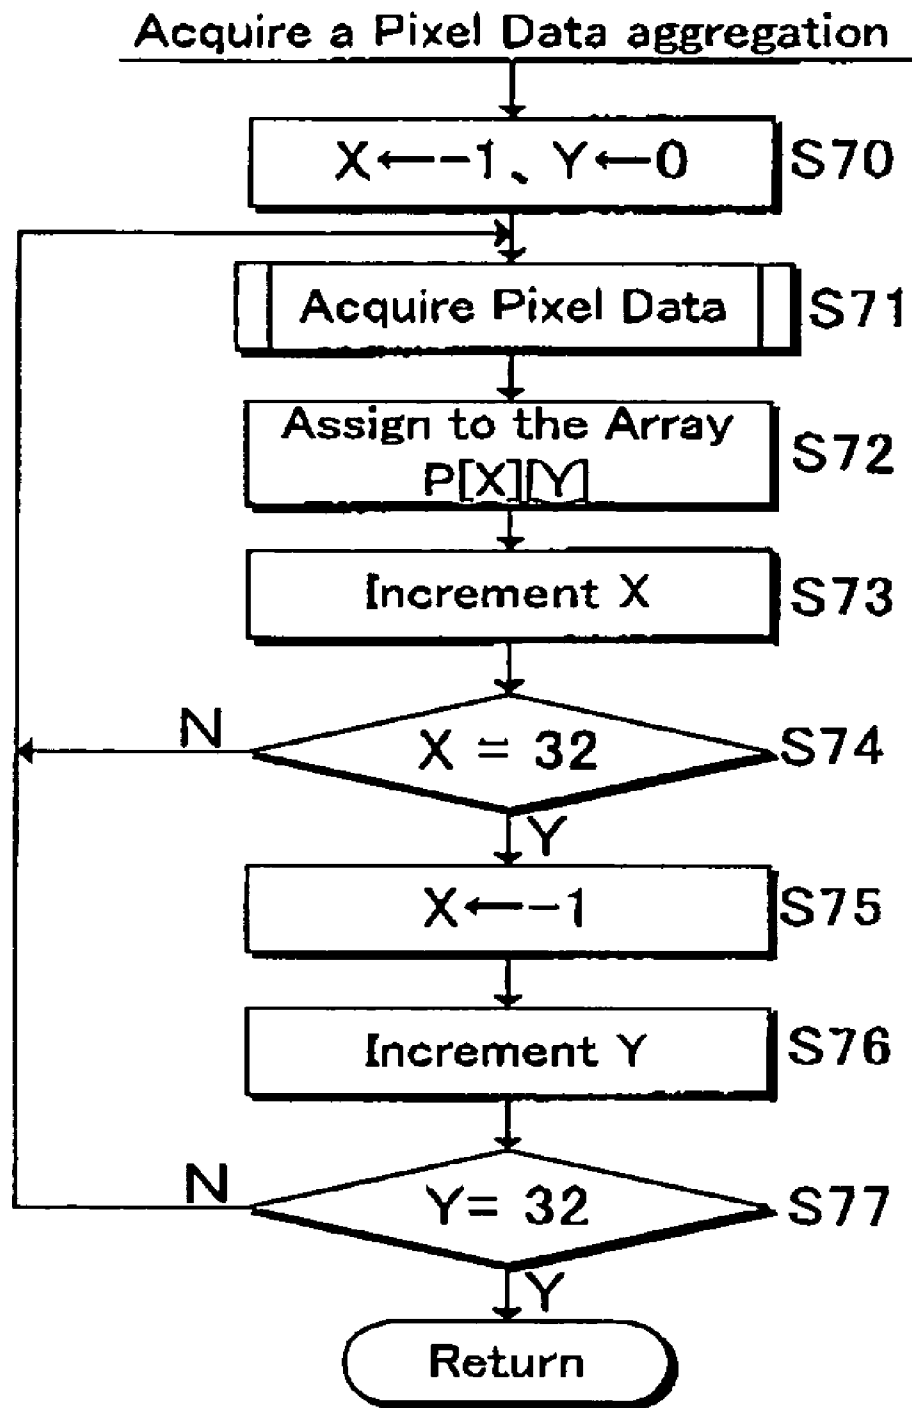 Acquire a Pixel Data aggregation
X←-1、Y←0 S70
Acquire Pixel Data S71
Assign to the Array
P[X][Y] S72
Increment X S73
X = 32 S74
N
Y
X←-1 S75
Increment Y S76
Y= 32 S77
N
Y
Return